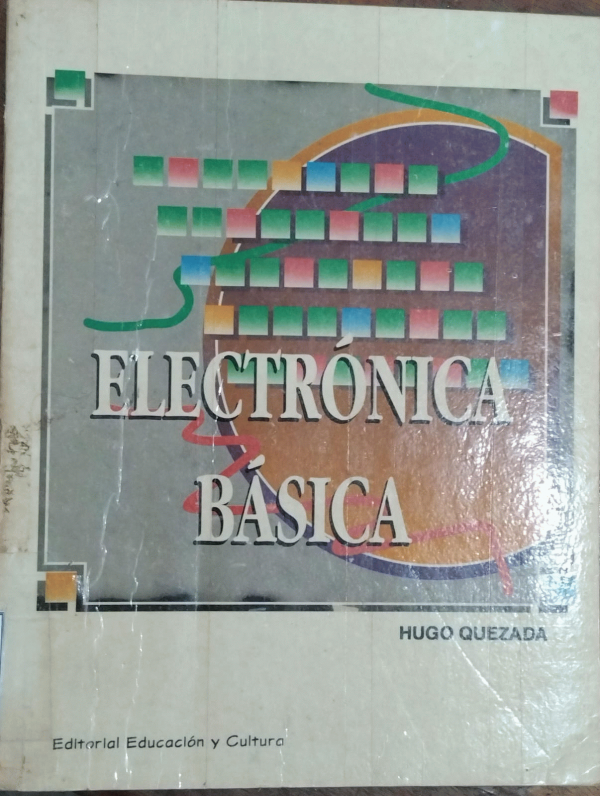 ELECTRÓNICA
BÁSICA
HUGO QUEZADA
Editorial Educación y Cultura